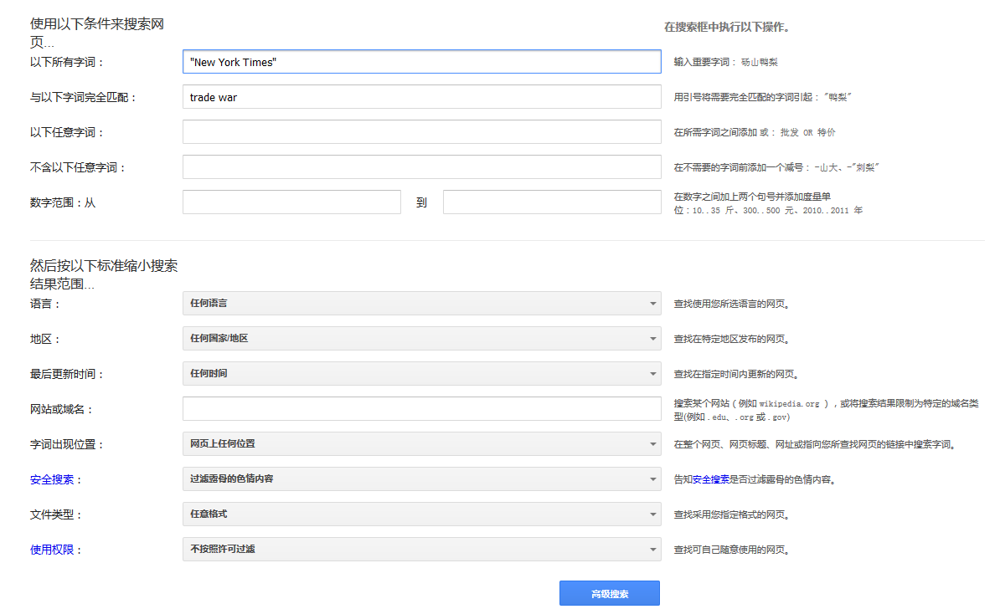 使用以下条件来搜索网
页...
在搜索框中执行以下操作。
以下所有字词：
"New York Times"
输入重要字词： 砀山鸭梨
与以下字词完全匹配：
trade war
用引号将需要完全匹配的字词引起： "鸭梨"
以下任意字词：
在所需字词之间添加 或： 批发 OR 特价
不含以下任意字词：
在不需要的字词前添加一个减号： -山大、-"刺梨"
数字范围：从
到
在数字之间加上两个句号并添加度量单
位：10..35 斤、300..500 元、2010..2011 年
然后按以下标准缩小搜索
结果范围...
语言：
任何语言
查找使用您所选语言的网页。
地区：
任何国家/地区
查找在特定地区发布的网页。
最后更新时间：
任何时间
查找在指定时间内更新的网页。
网站或域名：
搜索某个网站（例如 wikipedia.org ），或将搜索结果限制为特定的域名类
型(例如 .edu、.org 或 .gov)
字词出现位置：
网页上任何位置
在整个网页、网页标题、网址或指向您所查找网页的链接中搜索字词。
安全搜索：
过滤露骨的色情内容
告知安全搜索是否过滤露骨的色情内容。
文件类型：
任意格式
查找采用您指定格式的网页。
使用权限：
不按照许可过滤
查找可自己随意使用的网页。
高级搜索